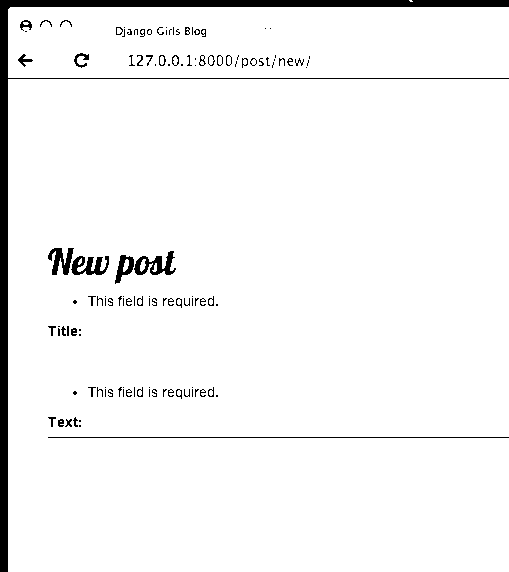 Django Girls Blog
127.0.0.1:8000/post/new/
New post
• This field is required.
Title:
• This field is required.
Text: